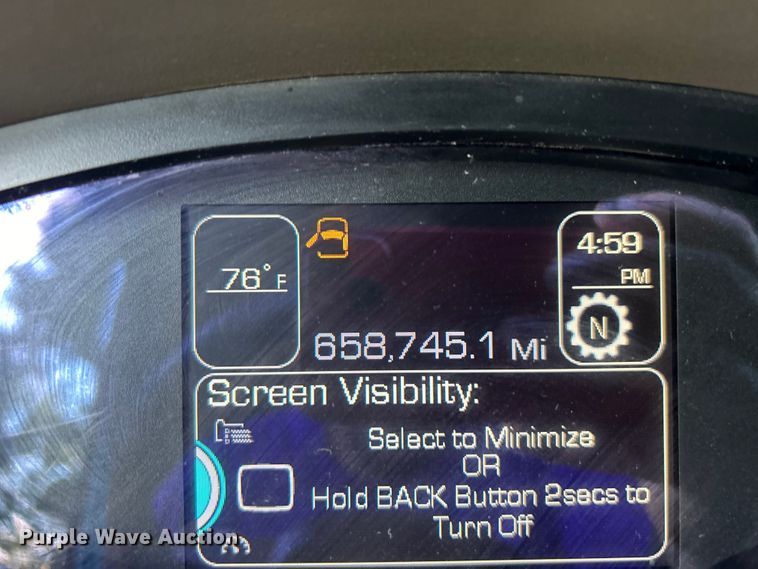 76°F
4:59
PM
N
658,745.1 Mi
Screen Visibility:
Select to Minimize
OR
Hold BACK Button 2secs to
Turn Off
Purple Wave Auction